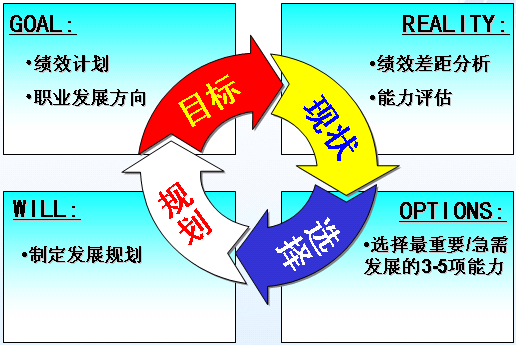 GOAL:
•绩效计划
•职业发展方向
REALITY:
•绩效差距分析
•能力评估
目标
现状
选择
规划
WILL:
•制定发展规划
OPTIONS:
•选择最重要/急需
发展的3-5项能力